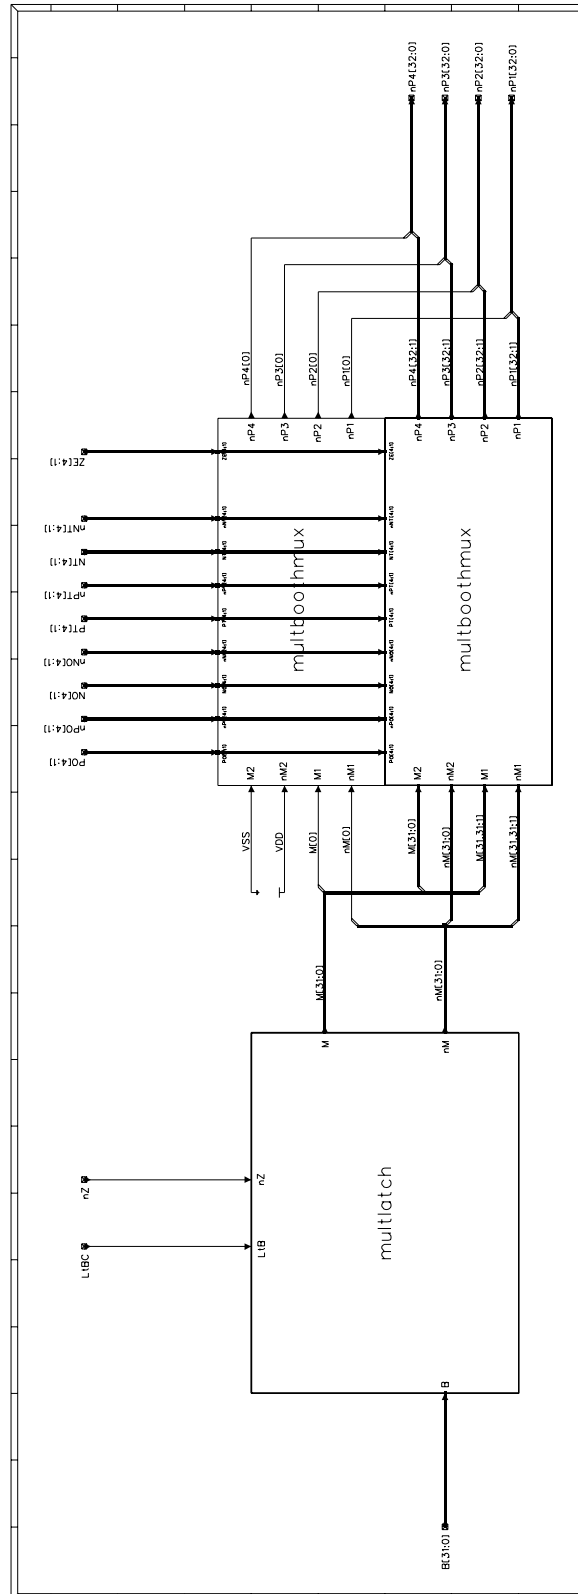 nP4[32:0]
nP3[32:0]
nP2[32:0]
nP1[32:0]
nP4[0]
nP3[0]
nP2[0]
nP1[0]
nP4[32:1]
nP3[32:1]
nP2[32:1]
nP1[32:1]
nP4
nP3
nP2
nP1
nP4
nP3
nP2
nP1
ZE[4:1]
nNT[4:1]
NT[4:1]
nPT[4:1]
PT[4:1]
nNO[4:1]
NO[4:1]
nPO[4:1]
PO[4:1]
multboothmux
multboothmux
M2
nM2
M1
nM1
M2
nM2
M1
nM1
VSS
VDD
M[0]
nM[0]
M[31:0]
nM[31:0]
M[31,31:1]
nM[31,31:1]
M[31:0]
nM[31:0]
M
nM
nZ
LtBC
nZ
LtB
multlatch
B
B[31:0]